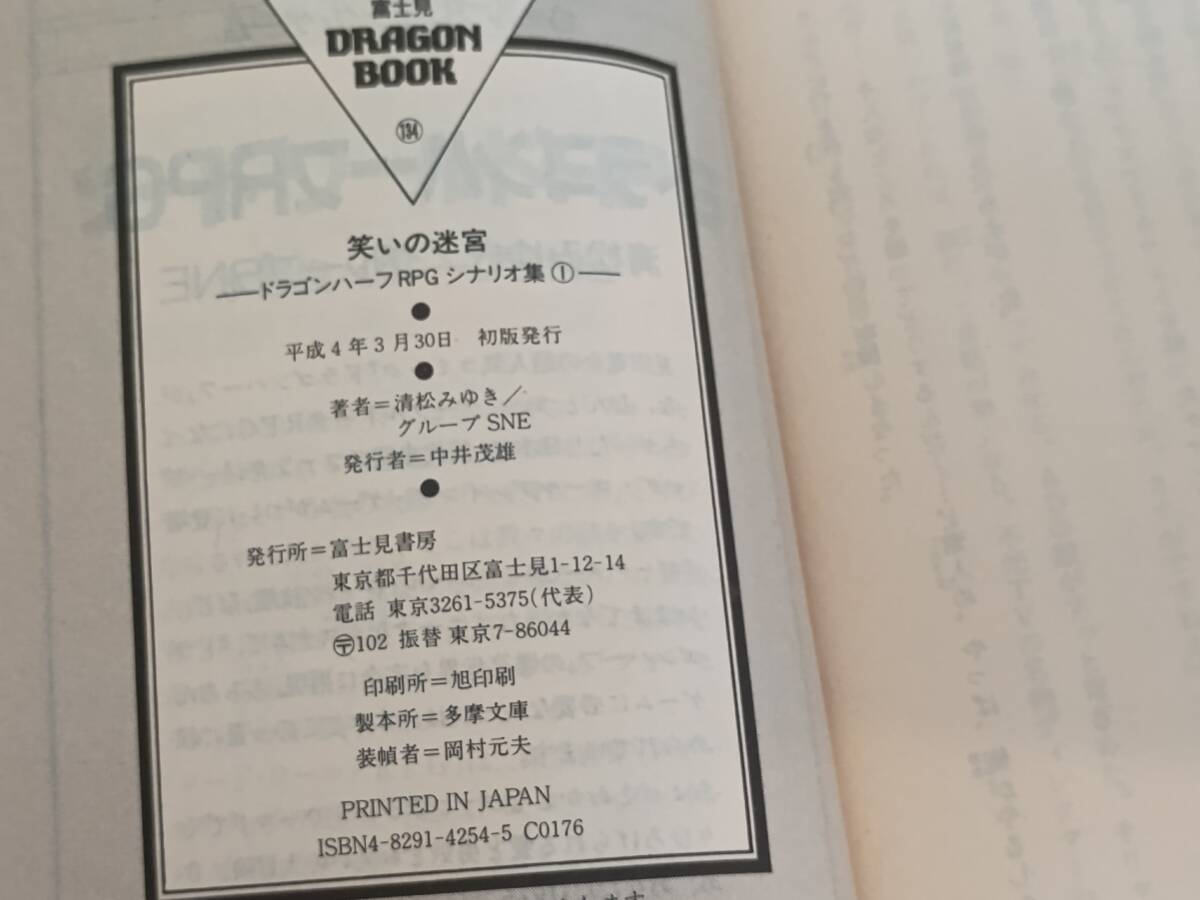 富士見
DRAGON
BOOK
134
笑いの迷宮
――ドラゴンハーフRPG シナリオ集①――
平成4年3月30日 初版発行
著者＝清松みゆき／
グループSNE
発行者＝中井茂雄
発行所＝富士見書房
東京都千代田区富士見1-12-14
電話 東京3261-5375(代表)
〒102 振替 東京7-86044
印刷所＝旭印刷
製本所＝多摩文庫
装幀者＝岡村元夫
PRINTED IN JAPAN
ISBN4-8291-4254-5 C0176